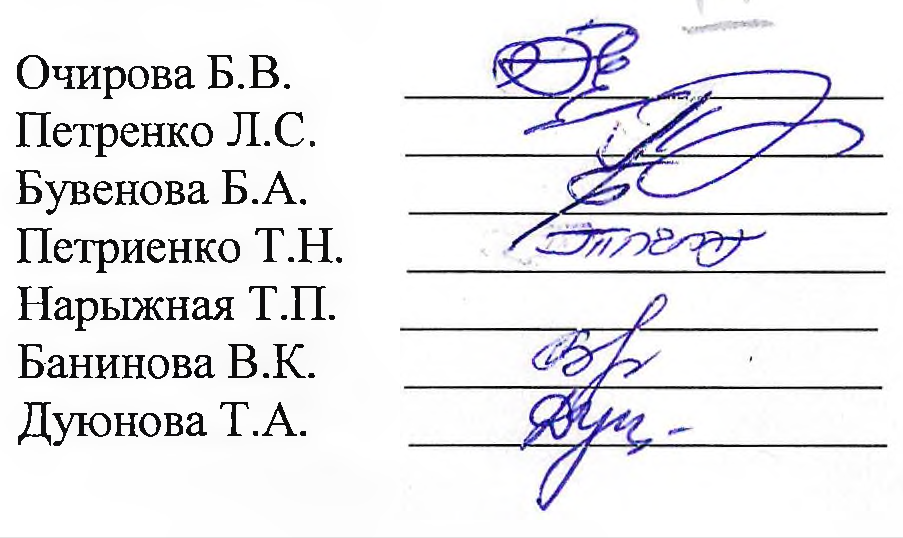 Очирова Б.В.
Петренко Л.С.
Бувенова Б.А.
Петриенко Т.Н.
Нарыжная Т.П.
Банинова В.К.
Дуюнова Т.А.